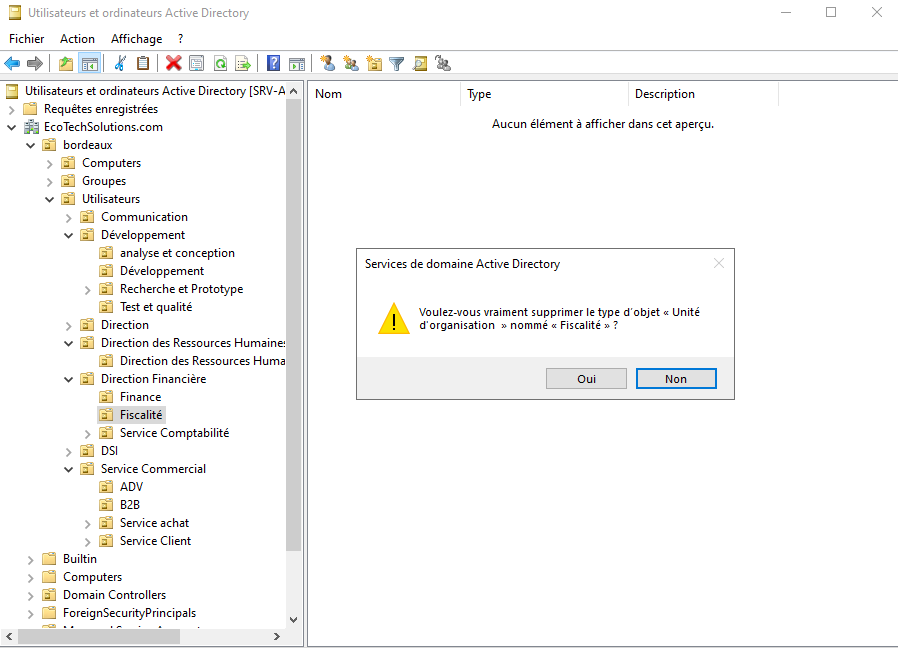 Utilisateurs et ordinateurs Active Directory
Fichier Action Affichage ?
Utilisateurs et ordinateurs Active Directory [SRV-A
Requêtes enregistrées
EcoTechSolutions.com
bordeaux
Computers
Groupes
Utilisateurs
Communication
Développement
analyse et conception
Développement
Recherche et Prototype
Test et qualité
Direction
Direction des Ressources Humaines
Direction des Ressources Huma
Direction Financière
Finance
Fiscalité
Service Comptabilité
DSI
Service Commercial
ADV
B2B
Service achat
Service Client
Builtin
Computers
Domain Controllers
ForeignSecurityPrincipals
Nom Type Description
Aucun élément à afficher dans cet aperçu.
Services de domaine Active Directory
Voulez-vous vraiment supprimer le type d'objet « Unité
d'organisation » nommé « Fiscalité » ?
Oui Non